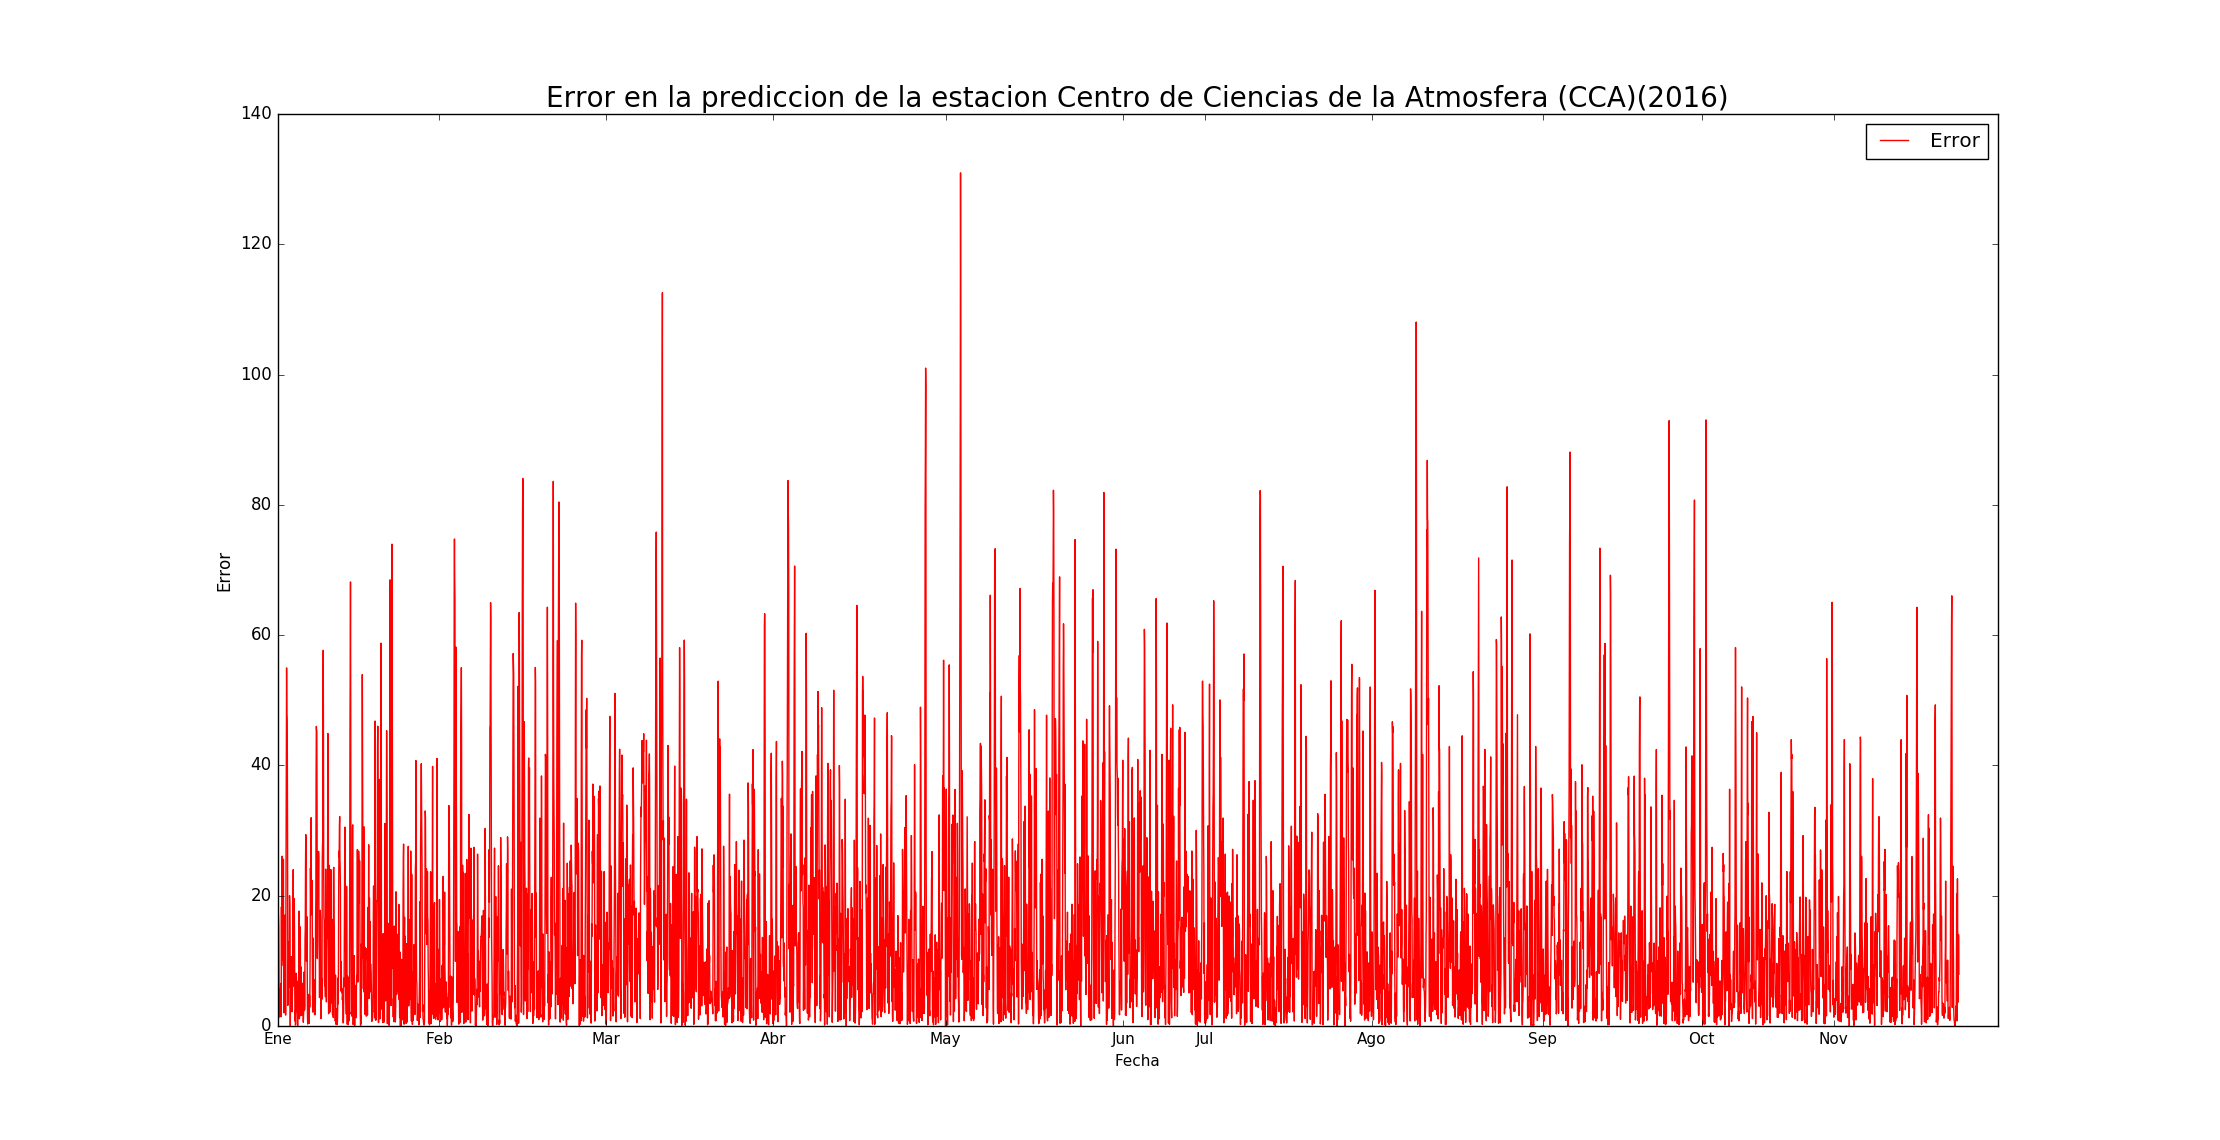 Error en la prediccion de la estacion Centro de Ciencias de la Atmosfera (CCA)(2016)
Error
140
120
100
80
60
40
20
0
Error
Ene Feb Mar Abr May Jun Jul Ago Sep Oct Nov
Fecha